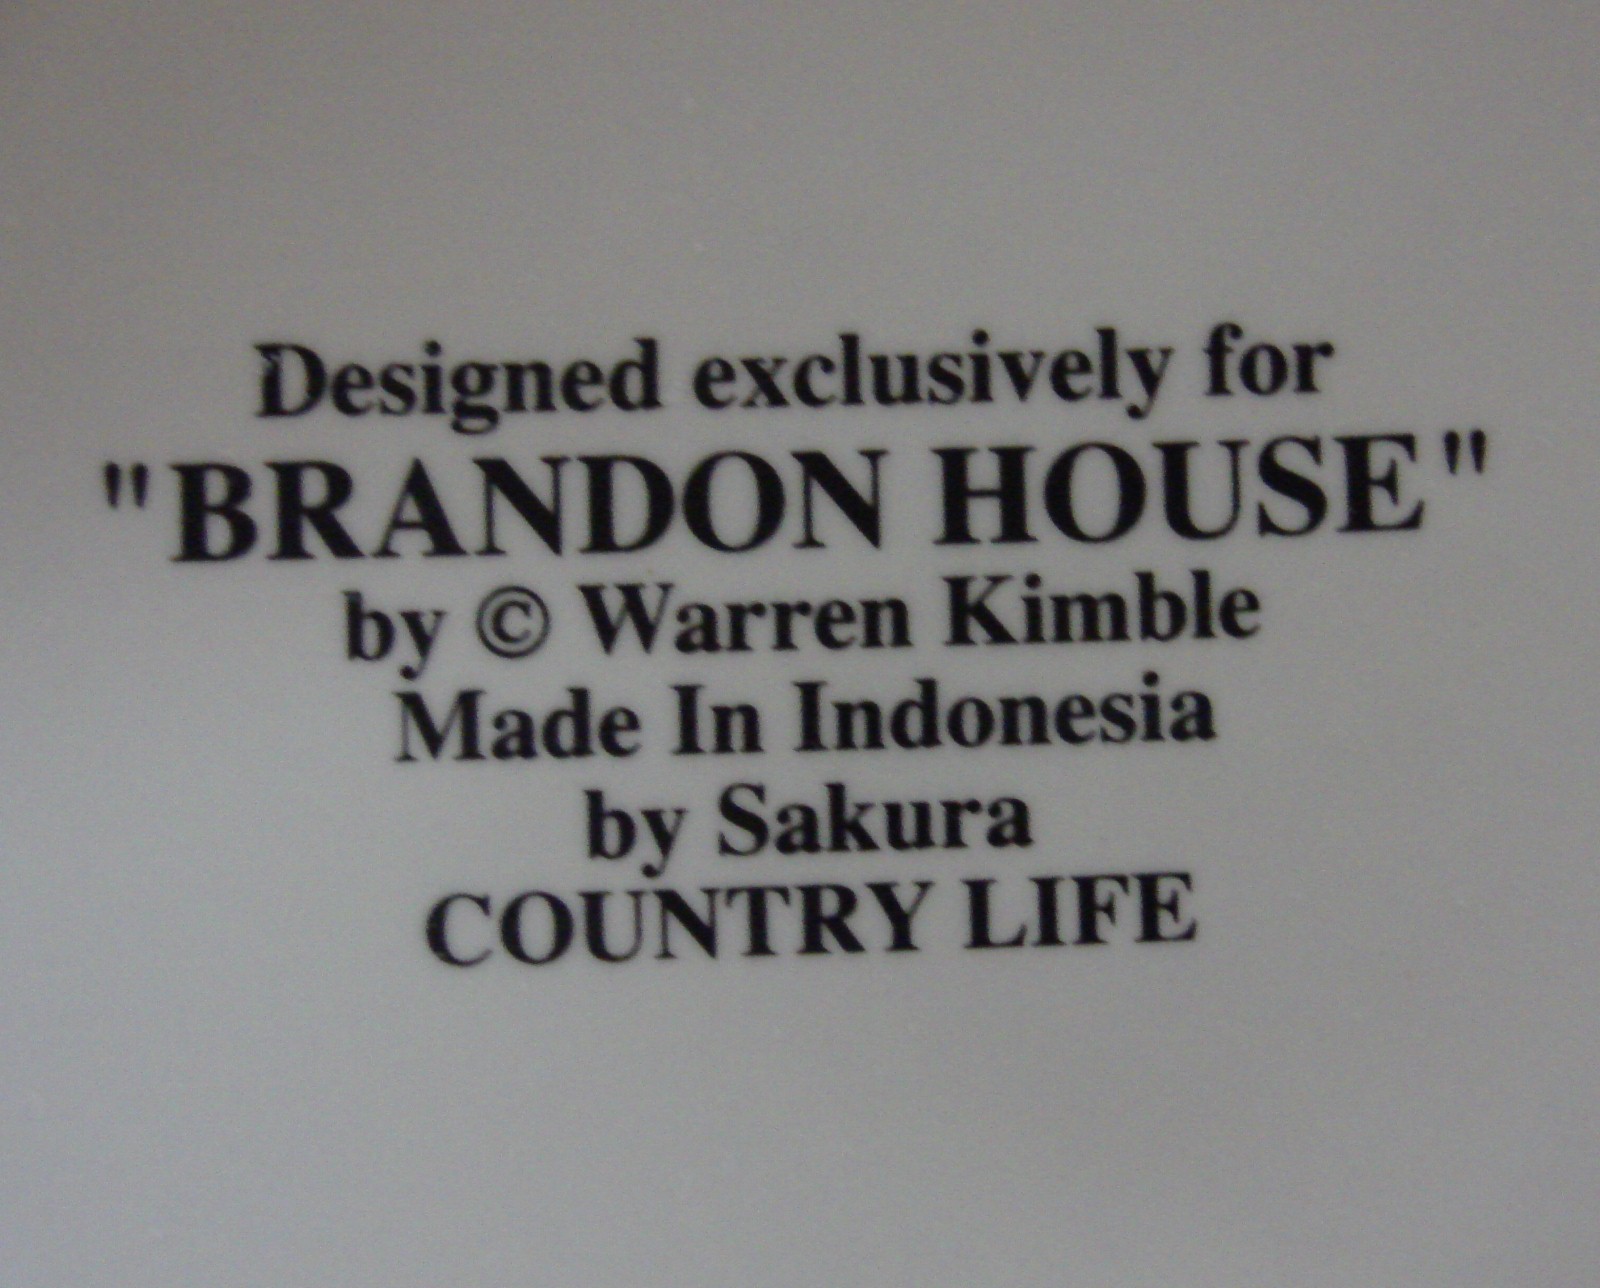 Designed exclusively for
"BRANDON HOUSE"
by © Warren Kimble
Made In Indonesia
by Sakura
COUNTRY LIFE